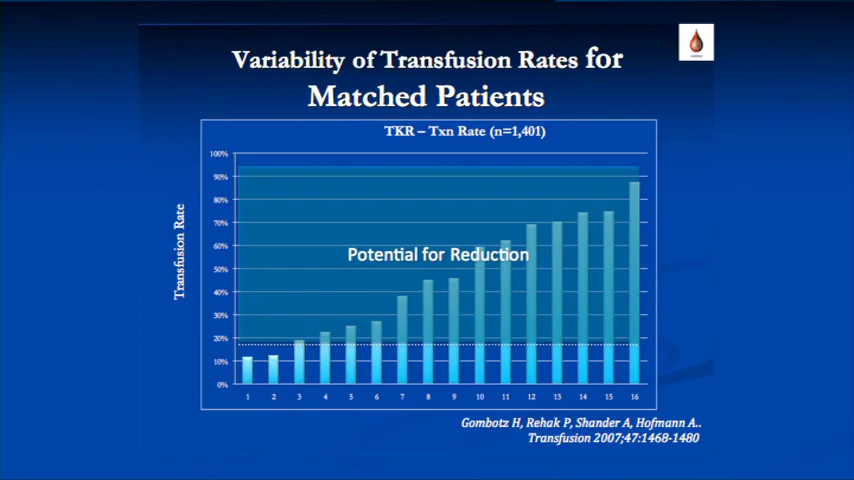 Variability of Transfusion Rates for
Matched Patients
TKR – Txn Rate (n=1,401)
Transfusion Rate
100%
90%
80%
70%
60%
50%
40%
30%
20%
10%
0%
Potential for Reduction
1 2 3 4 5 6 7 8 9 10 11 12 13 14 15 16
Gombotz H, Rehak P, Shander A, Hofmann A..
Transfusion 2007;47:1468-1480